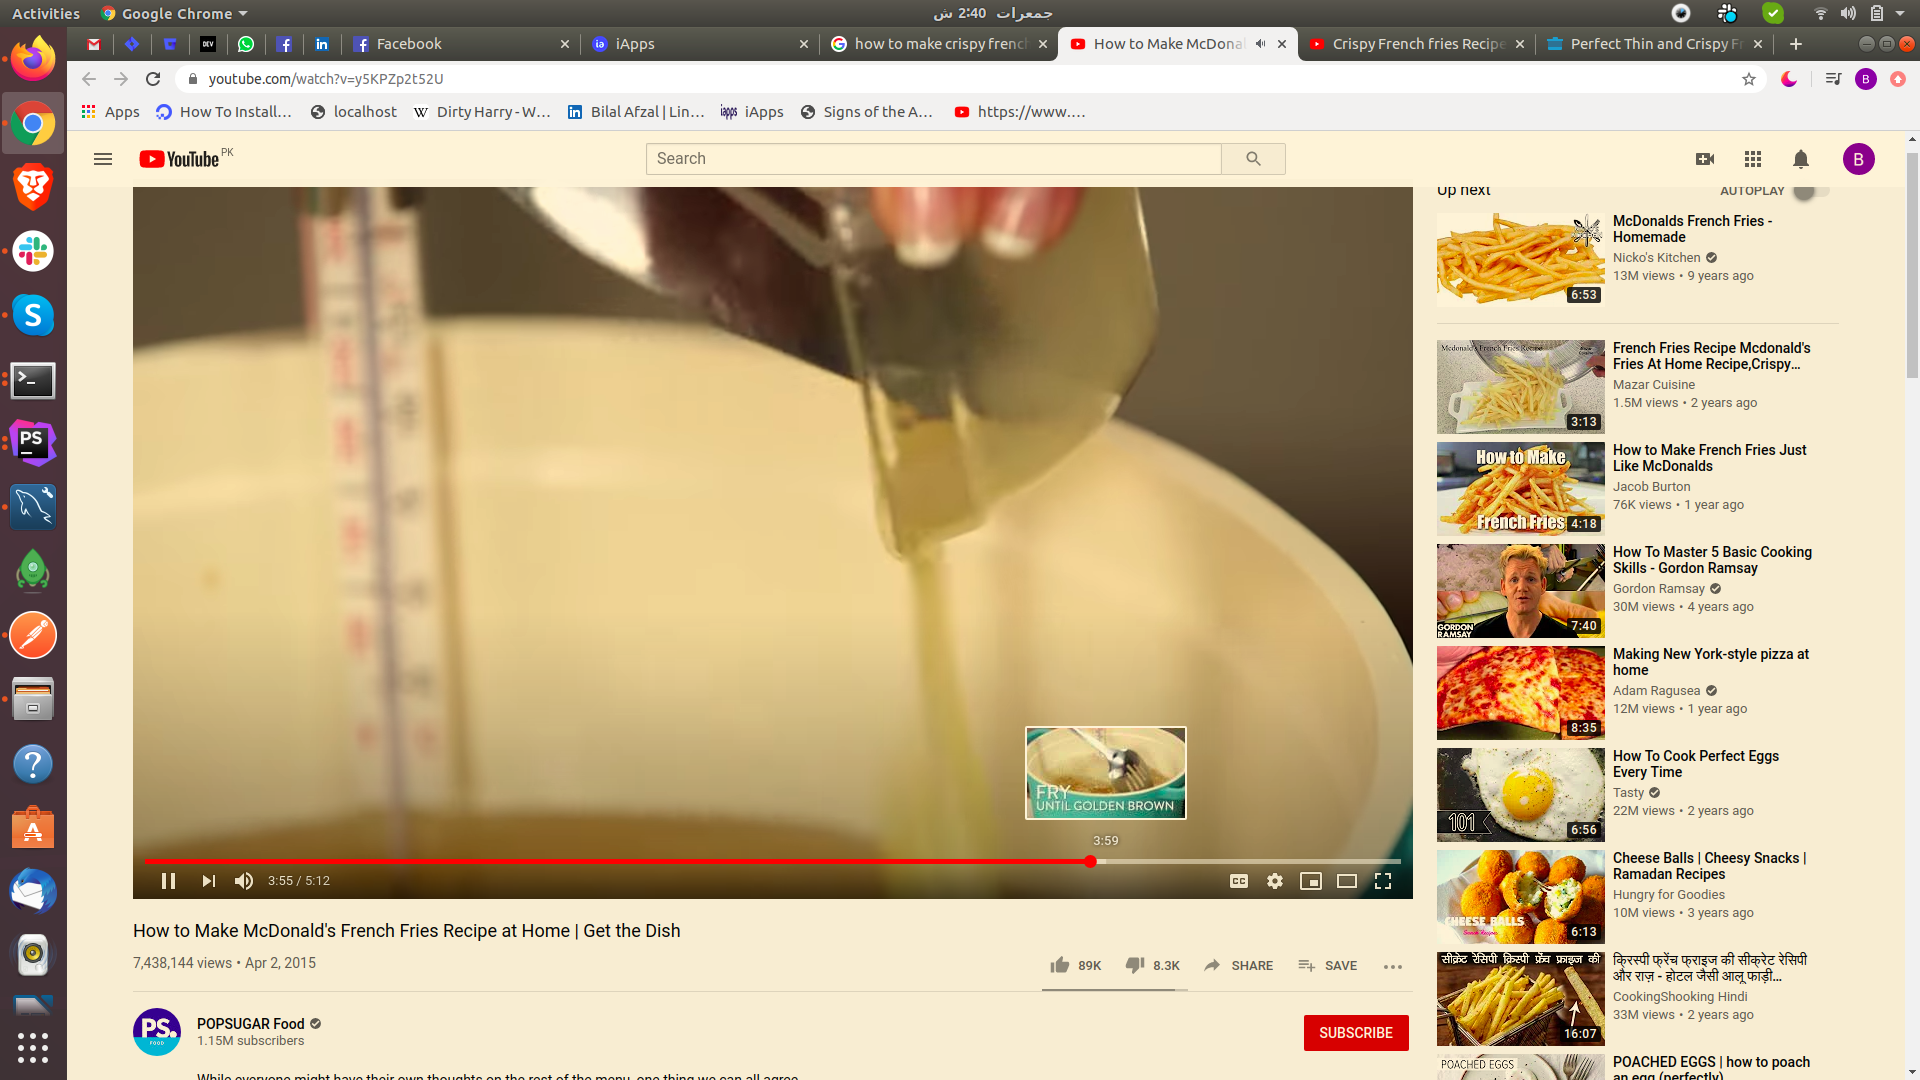 Activities
Google Chrome
جمعرات 2:40 ش
Facebook
iApps
how to make crispy french
How to Make McDonal
Crispy French fries Recipe
Perfect Thin and Crispy Fr
youtube.com/watch?v=y5KPZp2t52U
B
Apps
How To Install...
localhost
Dirty Harry - W...
Bilal Afzal | Lin...
iApps
Signs of the A...
https://www....
YouTube PK
Search
B
FRY
UNTIL GOLDEN BROWN
3:59
3:55 / 5:12
CC
How to Make McDonald's French Fries Recipe at Home | Get the Dish
7,438,144 views • Apr 2, 2015
89K
8.3K
SHARE
SAVE
PS.
FOOD
POPSUGAR Food
1.15M subscribers
SUBSCRIBE
While everyone might have their own thoughts on the rest of the menu, one thing we can all agree
Up next
AUTOPLAY
McDonalds French Fries -
Homemade
Nicko's Kitchen
13M views • 9 years ago
6:53
Mcdonald's French Fries Recipe
French Fries Recipe Mcdonald's
Fries At Home Recipe,Crispy...
Mazar Cuisine
1.5M views • 2 years ago
3:13
How to Make
French Fries
How to Make French Fries Just
Like McDonalds
Jacob Burton
76K views • 1 year ago
4:18
GORDON
RAMSAY
How To Master 5 Basic Cooking
Skills - Gordon Ramsay
Gordon Ramsay
30M views • 4 years ago
7:40
Making New York-style pizza at
home
Adam Ragusea
12M views • 1 year ago
8:35
101
How To Cook Perfect Eggs
Every Time
Tasty
22M views • 2 years ago
6:56
CHEESE BALLS
Cheese Balls | Cheesy Snacks |
Ramadan Recipes
Hungry for Goodies
10M views • 3 years ago
6:13
सीक्रेट रेसिपी क्रिस्पी फ्रेंच फ्राइज की
क्रिस्पी फ्रेंच फ्राइज की सीक्रेट रेसिपी
और राज़ - होटल जैसी आलू फाड़ी...
CookingShooking Hindi
33M views • 2 years ago
16:07
POACHED EGGS
POACHED EGGS | how to poach
an egg (perfectly)